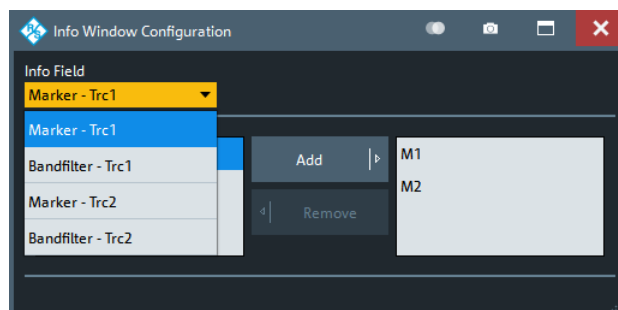 R&S Info Window Configuration
Info Field
Marker - Trc1
Marker - Trc1
Bandfilter - Trc1
Marker - Trc2
Bandfilter - Trc2
Add
Remove
M1
M2